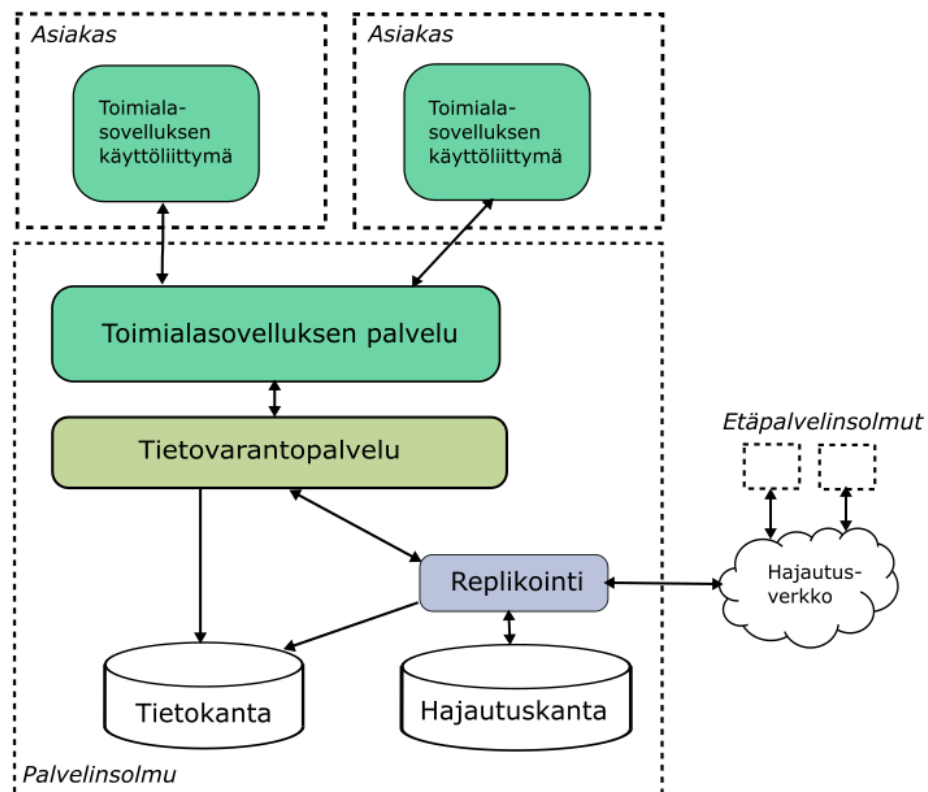 Asiakas
Toimiala-
sovelluksen
käyttöliittymä
Asiakas
Toimiala-
sovelluksen
käyttöliittymä
Toimialasovelluksen palvelu
Tietovarantopalvelu
Replikointi
Tietokanta
Hajautuskanta
Palvelinsolmu
Etäpalvelinsolmut
Hajautus-
verkko